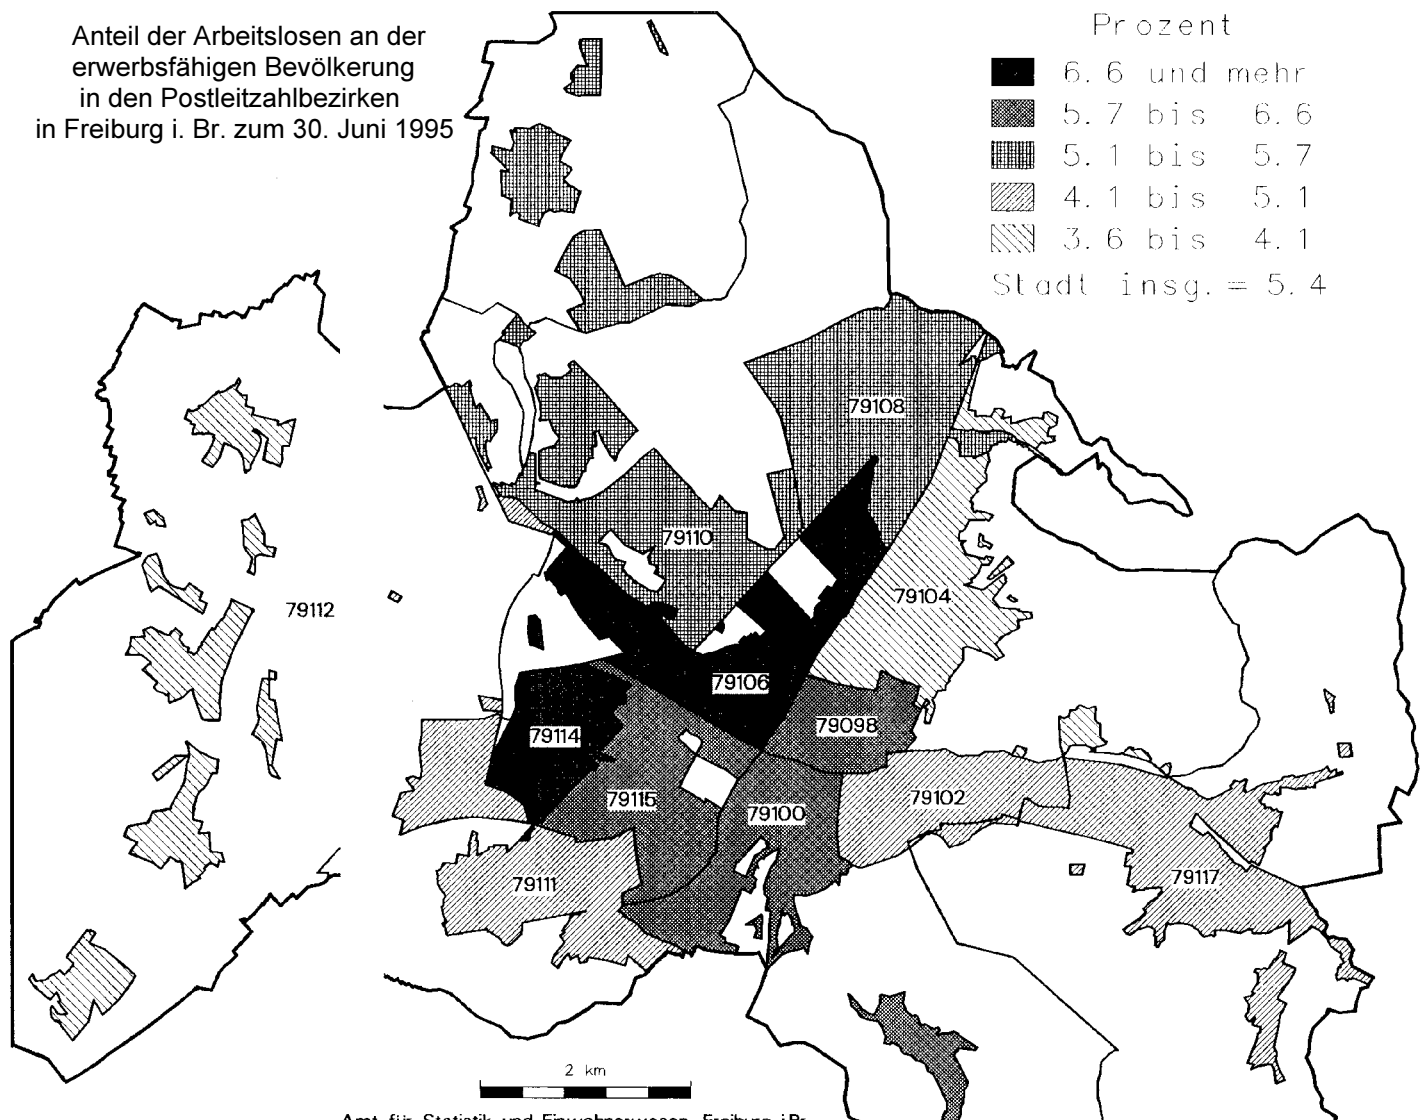 Anteil der Arbeitslosen an der
erwerbsfähigen Bevölkerung
in den Postleitzahlbezirken
in Freiburg i. Br. zum 30. Juni 1995
Prozent
6.6 und mehr
5.7 bis 6.6
5.1 bis 5.7
4.1 bis 5.1
3.6 bis 4.1
Stadt insg.= 5.4
79108
79110
79104
79112
79106
79098
79114
79115
79100
79102
79111
79117
2 km
Amt für Statistik und Einwohnerwesen, Freiburg i.Br.